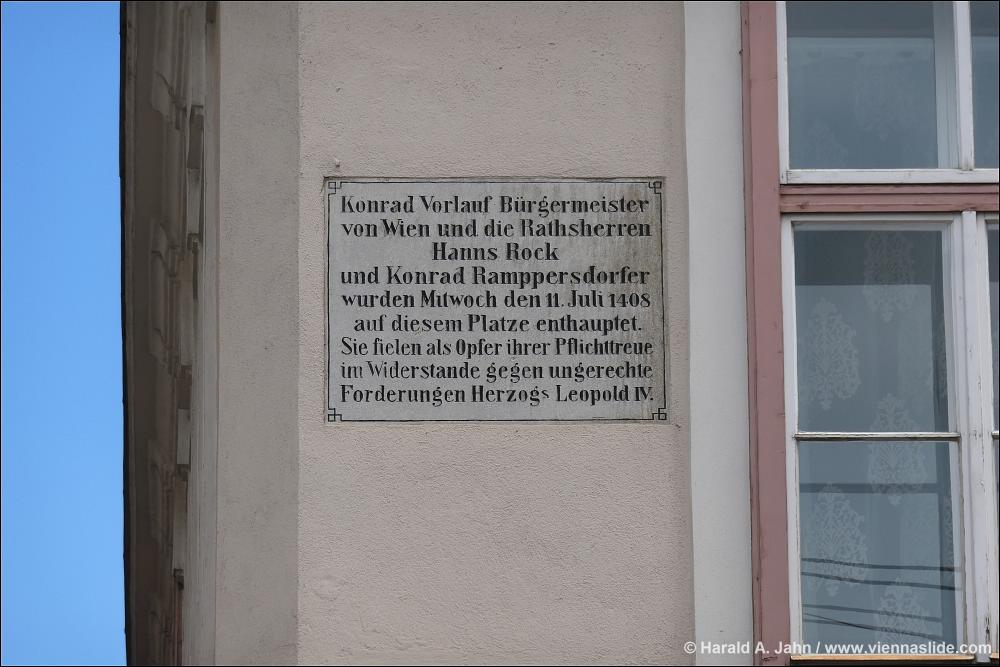 Konrad Vorlauf Bürgermeister
von Wien und die Rathsherren
Hanns Rock
und Konrad Ramppersdorfer
wurden Mittwoch den 11. Juli 1408
auf diesem Platze enthauptet.
Sie fielen als Opfer ihrer Pflichttreue
im Widerstande gegen ungerechte
Forderungen Herzogs Leopold IV.
© Harald A. Jahn / www.viennaslide.com